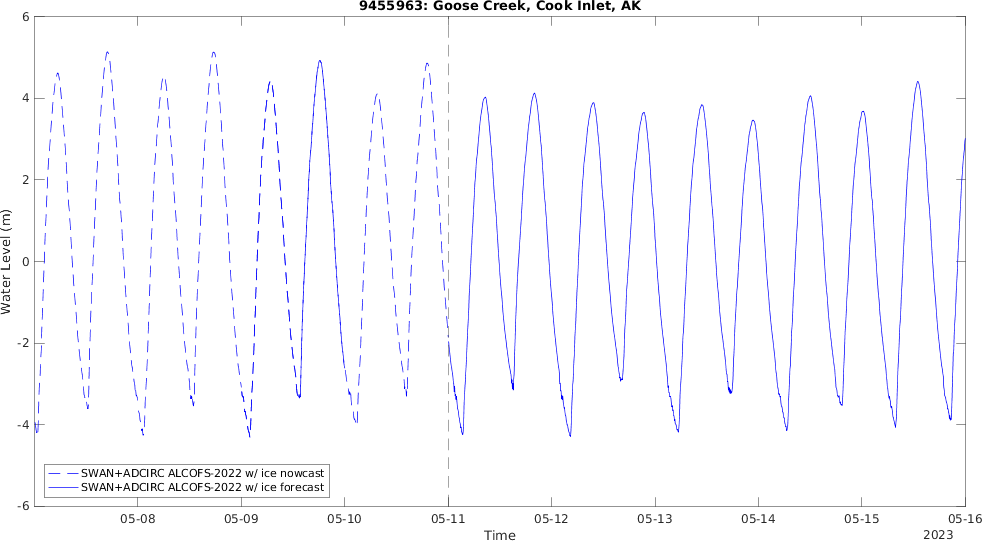 9455963: Goose Creek, Cook Inlet, AK
6
4
2
0
-2
-4
-6
Water Level (m)
SWAN+ADCIRC ALCOFS-2022 w/ ice nowcast
SWAN+ADCIRC ALCOFS-2022 w/ ice forecast
05-08 05-09 05-10 05-11 05-12 05-13 05-14 05-15 05-16
Time
2023